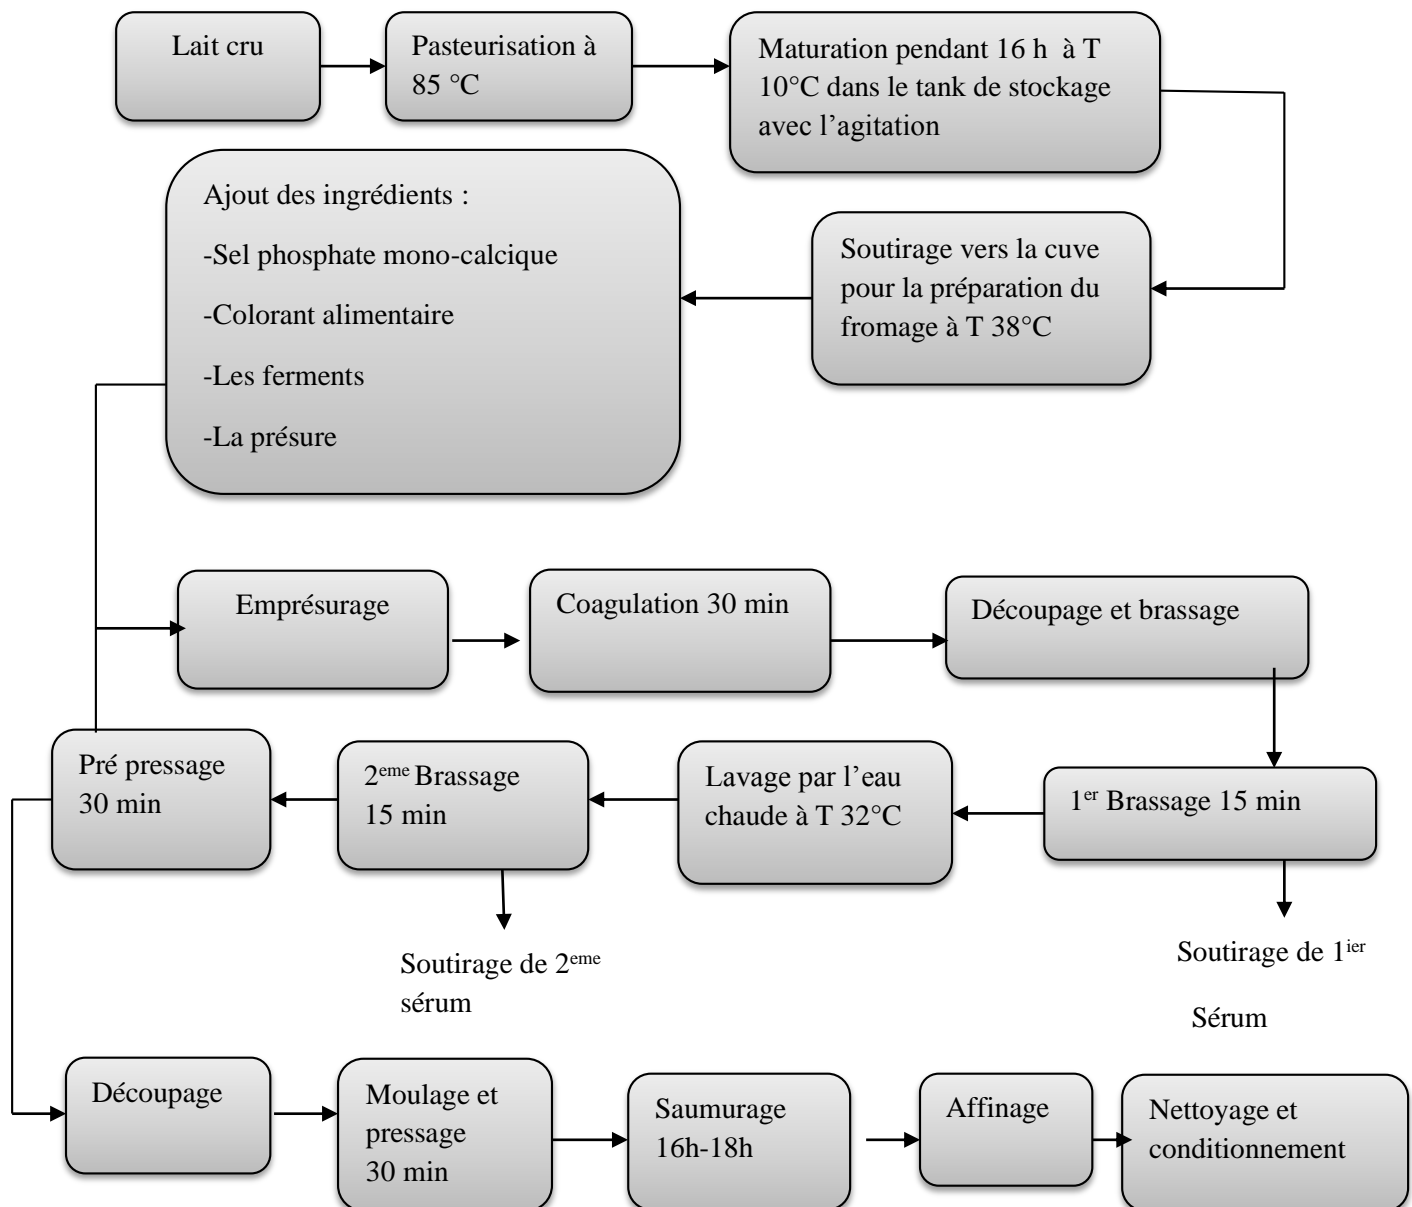 Lait cru
Pasteurisation à
85 °C
Maturation pendant 16 h à T
10°C dans le tank de stockage
avec l’agitation
Soutirage vers la cuve
pour la préparation du
fromage à T 38°C
Ajout des ingrédients :
-Sel phosphate mono-calcique
-Colorant alimentaire
-Les ferments
-La présure
Emprésurage
Coagulation 30 min
Découpage et brassage
1er Brassage 15 min
Soutirage de 1ier
Sérum
Lavage par l’eau
chaude à T 32°C
2eme Brassage
15 min
Soutirage de 2eme
sérum
Pré pressage
30 min
Découpage
Moulage et
pressage
30 min
Saumurage
16h-18h
Affinage
Nettoyage et
conditionnement